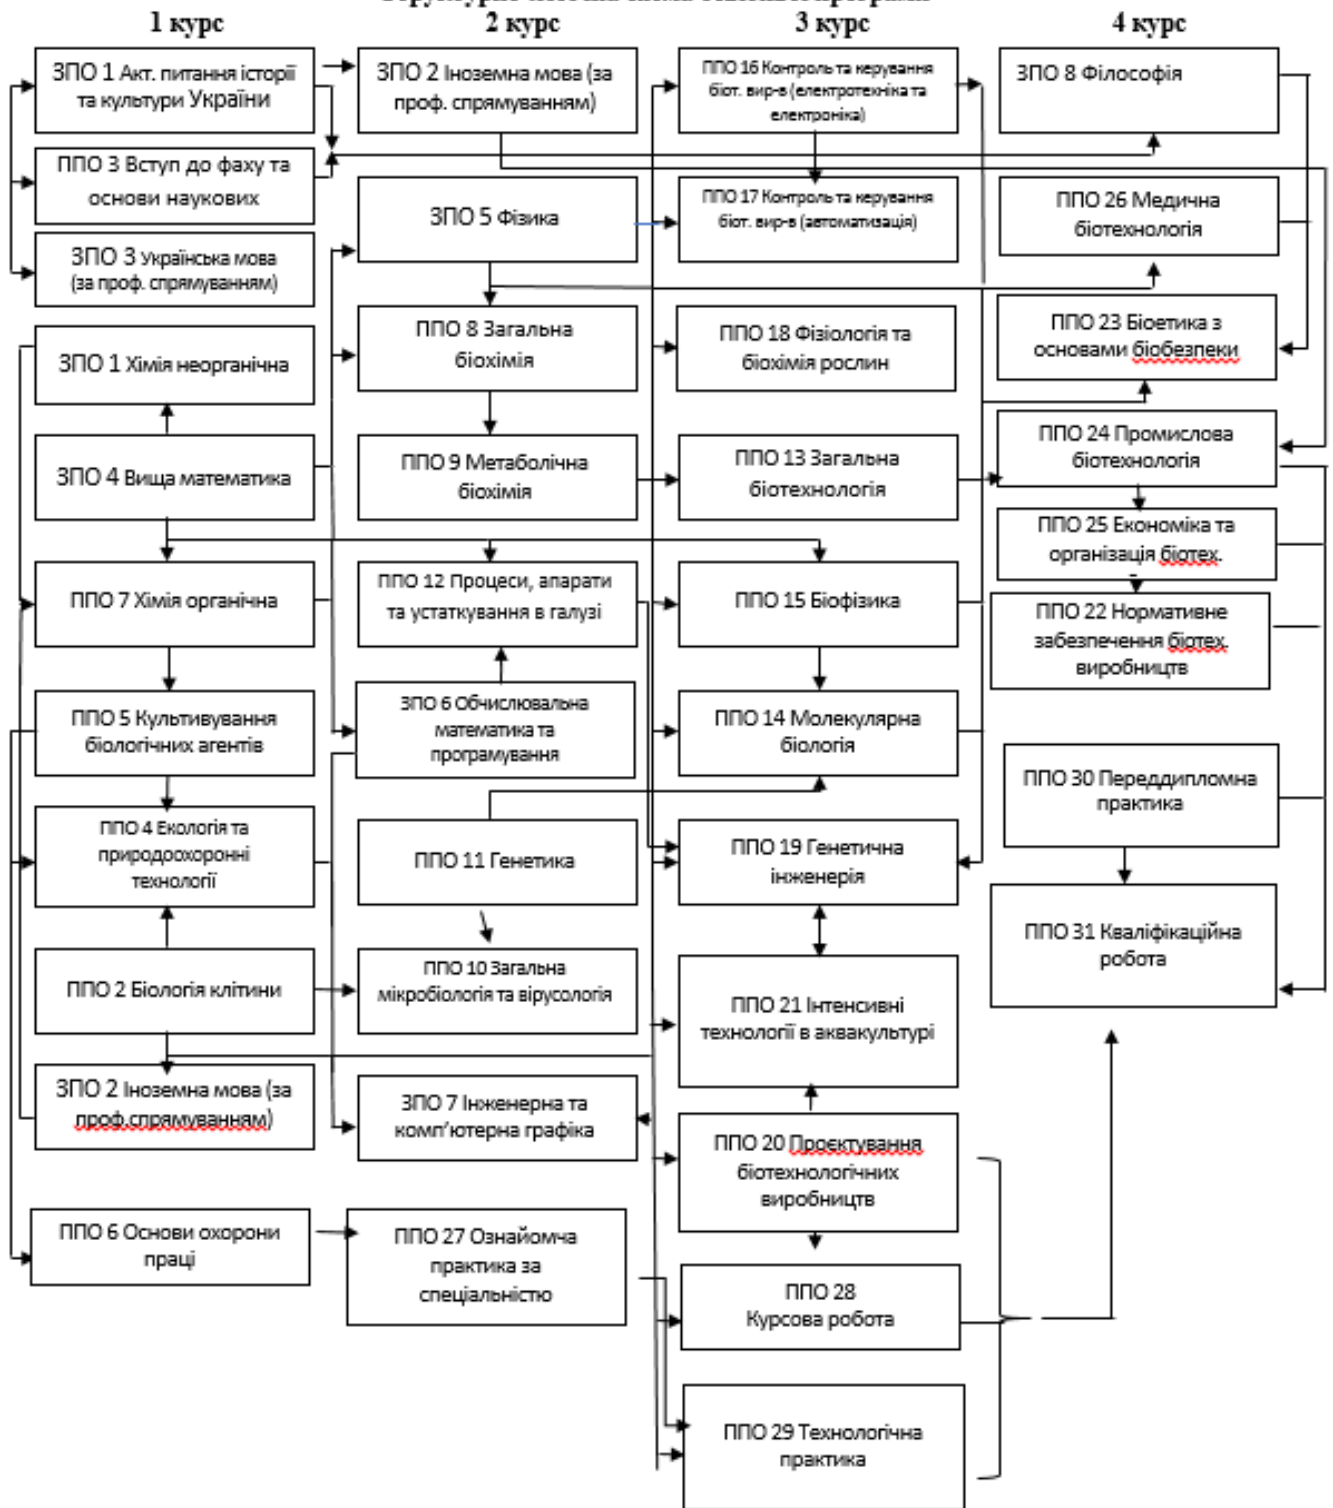 1 курс
2 курс
3 курс
4 курс
ЗПО 1 Акт. питання історії
та культури України
ППО 3 Вступ до фаху та
основи наукових
ЗПО 3 Українська мова
(за проф. спрямуванням)
ЗПО 1 Хімія неорганічна
ЗПО 4 Вища математика
ППО 7 Хімія органічна
ППО 5 Культивування
біологічних агентів
ППО 4 Екологія та
природоохоронні
технології
ППО 2 Біологія клітини
ЗПО 2 Іноземна мова (за
проф.спрямуванням)
ППО 6 Основи охорони
праці
ЗПО 2 Іноземна мова (за
проф. спрямуванням)
ЗПО 5 Фізика
ППО 8 Загальна
біохімія
ППО 9 Метаболічна
біохімія
ППО 12 Процеси, апарати
та устаткування в галузі
ЗПО 6 Обчислювальна
математика та
програмування
ППО 11 Генетика
ППО 10 Загальна
мікробіологія та вірусологія
ЗПО 7 Інженерна та
комп’ютерна графіка
ППО 27 Ознайомча
практика за
спеціальністю
ППО 16 Контроль та керування
біот. вир-в (електротехніка та
електроніка)
ППО 17 Контроль та керування
біот. вир-в (автоматизація)
ППО 18 Фізіологія та
біохімія рослин
ППО 13 Загальна
біотехнологія
ППО 15 Біофізика
ППО 14 Молекулярна
біологія
ППО 19 Генетична
інженерія
ППО 21 Інтенсивні
технології в аквакультурі
ППО 20 Проєктування
біотехнологічних
виробництв
ППО 28
Курсова робота
ППО 29 Технологічна
практика
ЗПО 8 Філософія
ППО 26 Медична
біотехнологія
ППО 23 Біоетика з
основами біобезпеки
ППО 24 Промислова
біотехнологія
ППО 25 Економіка та
організація біотех.
ППО 22 Нормативне
забезпечення біотех.
виробництв
ППО 30 Переддипломна
практика
ППО 31 Кваліфікаційна
робота